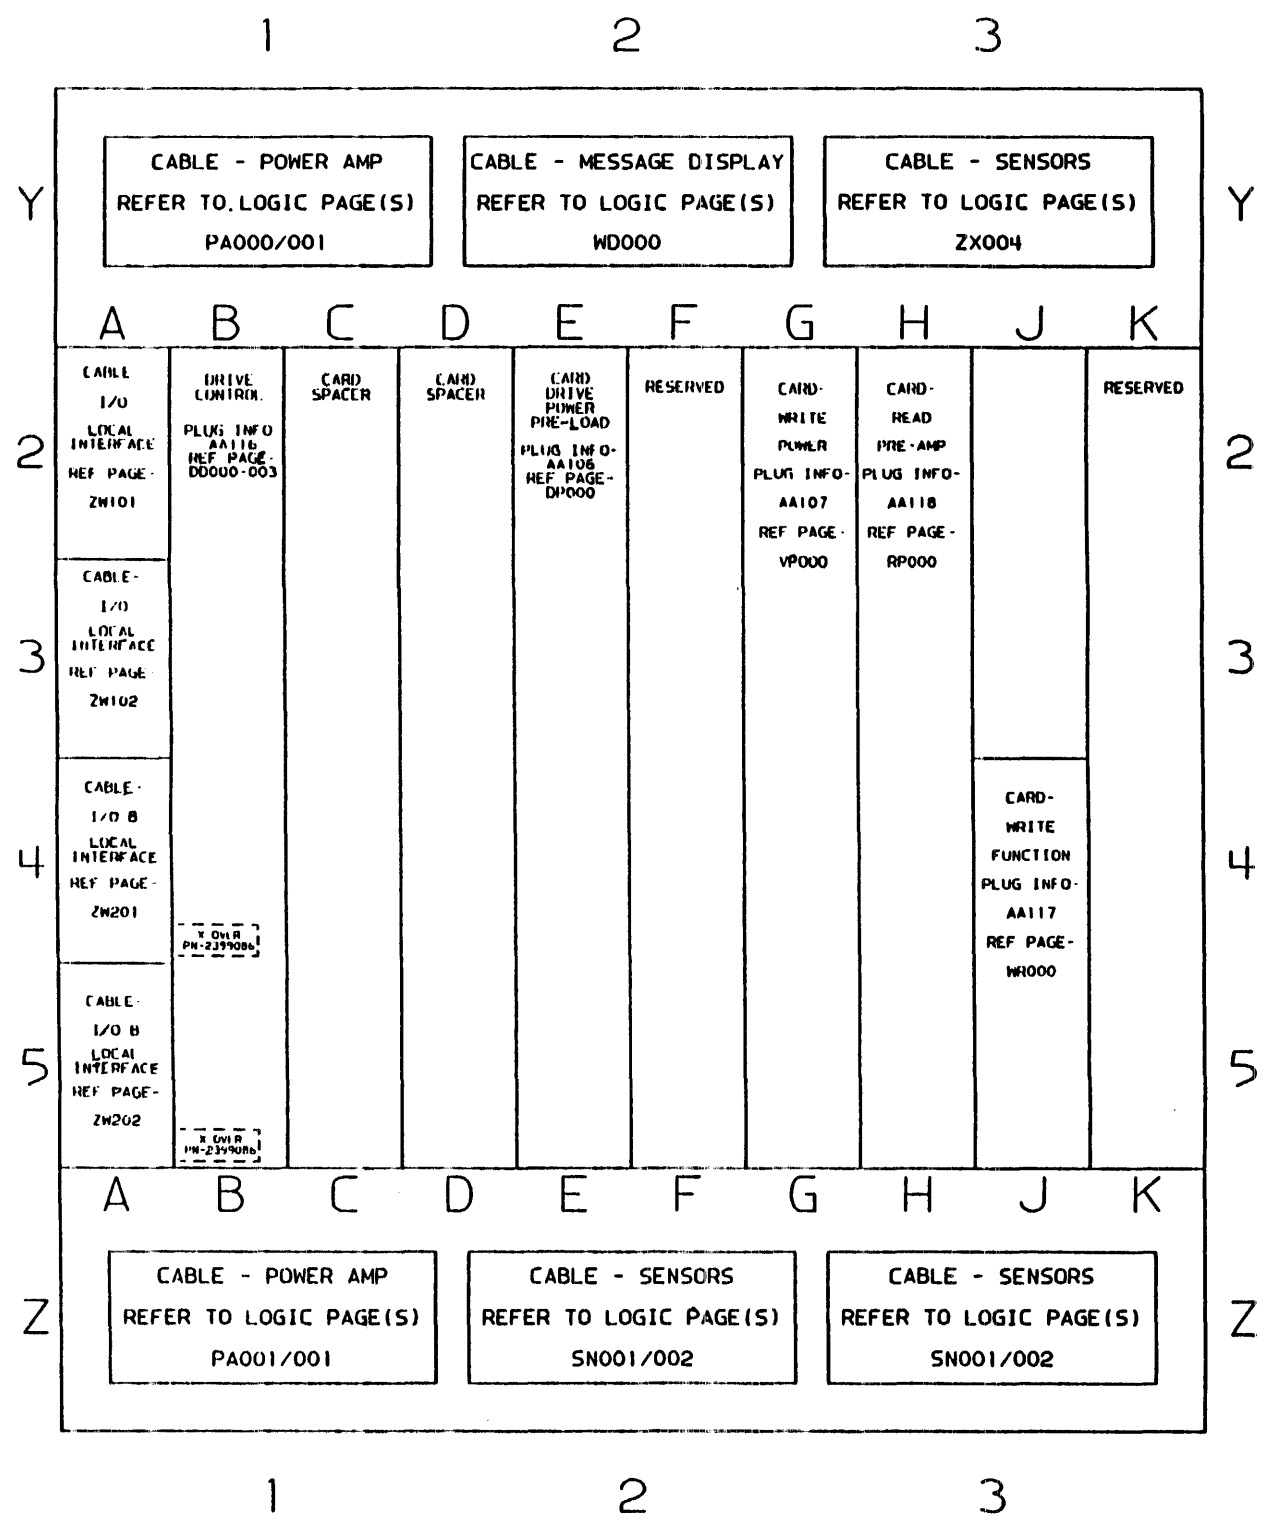 1 2 3
Y
CABLE - POWER AMP
REFER TO.LOGIC PAGE(S)
PA000/001
CABLE - MESSAGE DISPLAY
REFER TO LOGIC PAGE(S)
WD000
CABLE - SENSORS
REFER TO LOGIC PAGE(S)
ZX004
Y
A B C D E F G H J K
2
CABLE
I/O
LOCAL
INTERFACE
REF PAGE-
ZW101
DRIVE
CONTROL.
PLUG INFO
AA116
REF PAGE-
DD000-003
CARD
SPACER
CARD
SPACER
CARD
DRIVE
POWER
PRE-LOAD
PLUG INFO-
AA106
REF PAGE-
DP000
RESERVED
CARD-
WRITE
POWER
PLUG INFO-
AA107
REF PAGE-
VP000
CARD-
READ
PRE-AMP
PLUG INFO-
AA118
REF PAGE-
RP000
RESERVED
2
3
CABLE-
I/O
LOCAL
INTERFACE
REF PAGE-
ZW102
3
4
CABLE-
I/O B
LOCAL
INTERFACE
REF PAGE-
ZW201
X OVER
PN-2399086
CARD-
WRITE
FUNCTION
PLUG INFO-
AA117
REF PAGE-
WR000
4
5
CABLE-
I/O B
LOCAL
INTERFACE
REF PAGE-
ZW202
X OVER
PN-2399086
5
A B C D E F G H J K
Z
CABLE - POWER AMP
REFER TO LOGIC PAGE(S)
PA001/001
CABLE - SENSORS
REFER TO LOGIC PAGE(S)
SN001/002
CABLE - SENSORS
REFER TO LOGIC PAGE(S)
SN001/002
Z
1 2 3